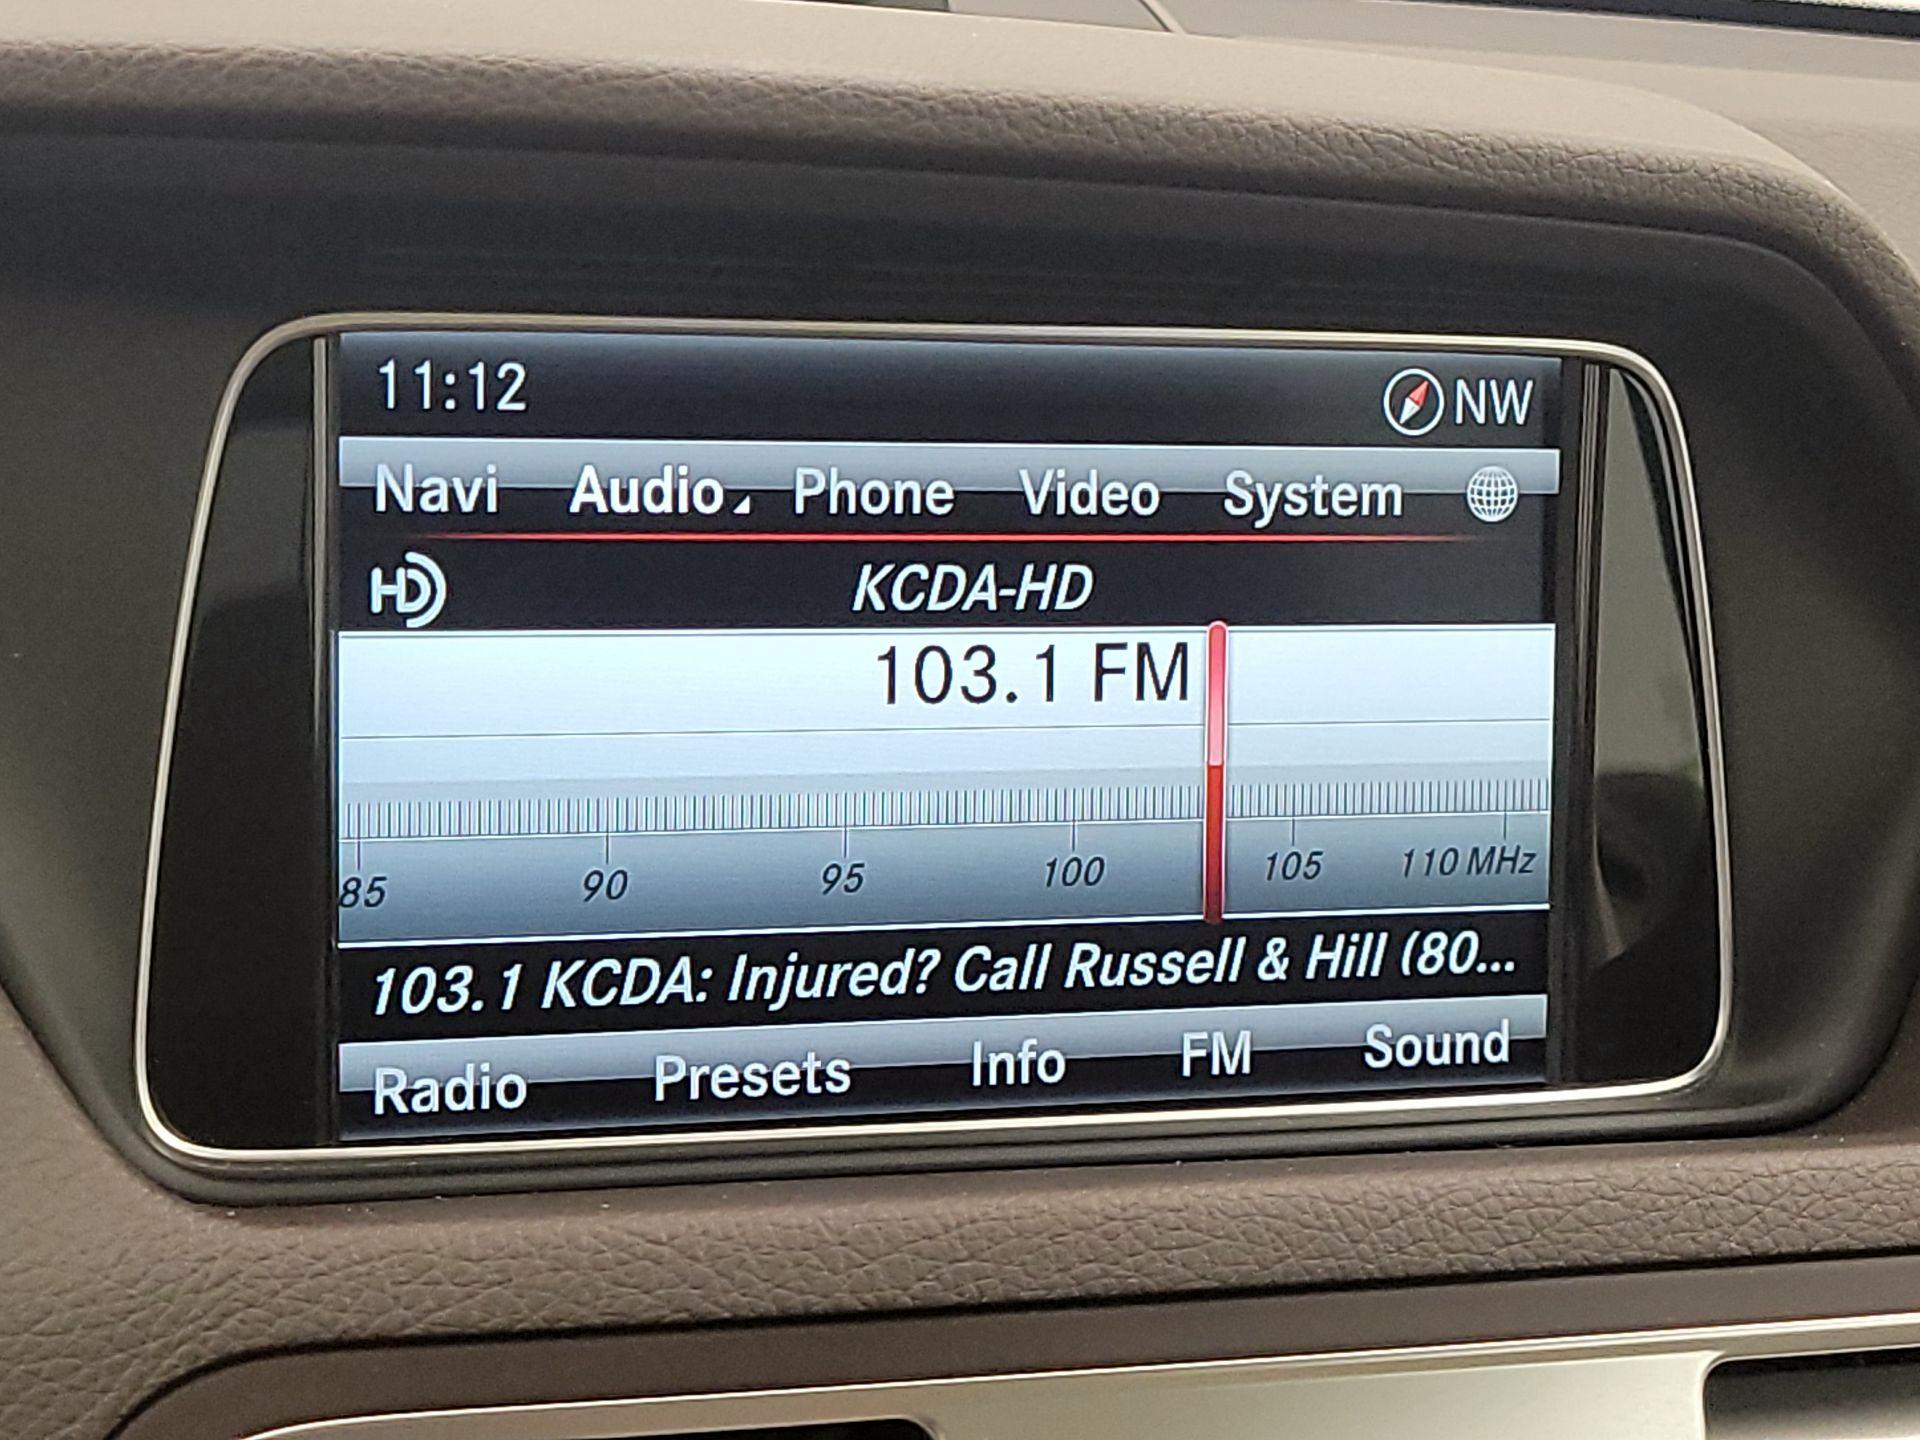 11:12 NW
Navi Audio Phone Video System
HD KCDA-HD
103.1 FM
85 90 95 100 105 110 MHz
103.1 KCDA: Injured? Call Russell & Hill (80...
Radio Presets Info FM Sound